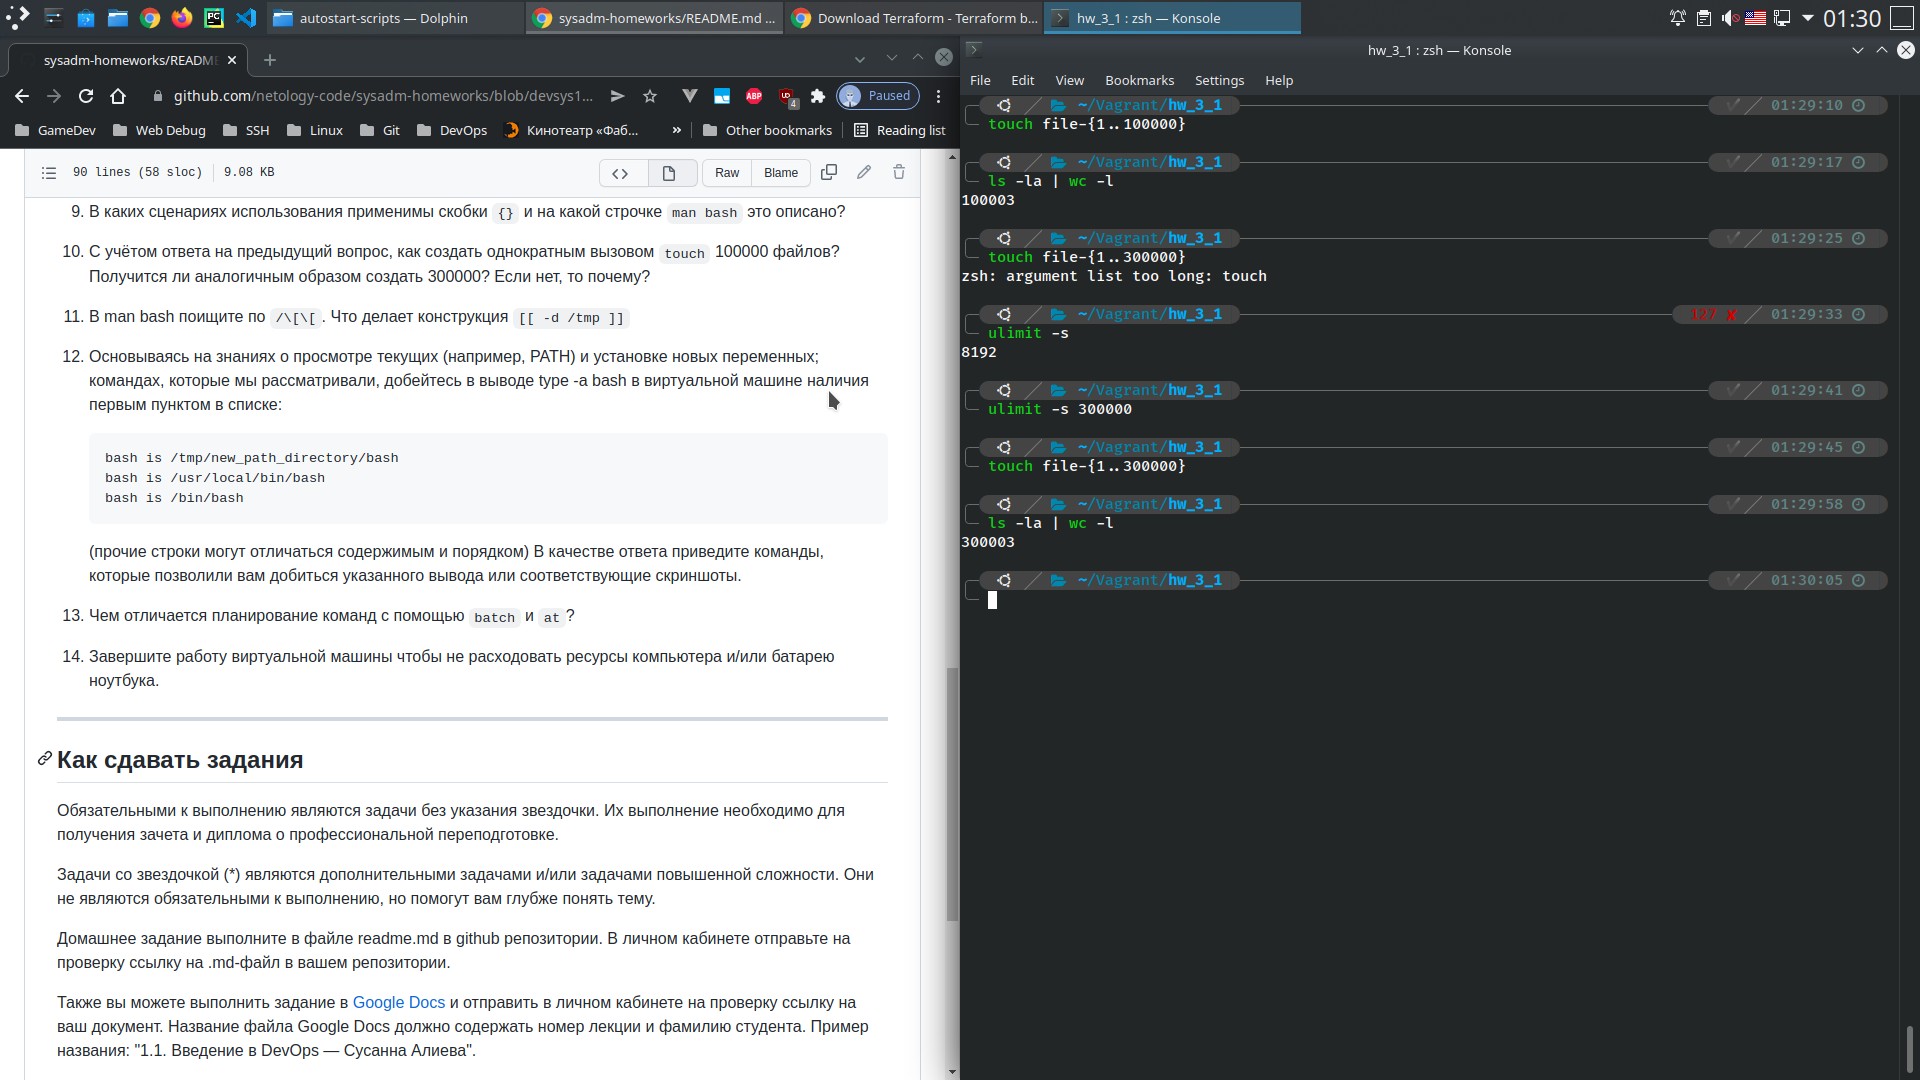 autostart-scripts — Dolphin
sysadm-homeworks/README.md ...
Download Terraform - Terraform b...
hw_3_1 : zsh — Konsole
01:30
sysadm-homeworks/READM
github.com/netology-code/sysadm-homeworks/blob/devsys1...
ABP
4
Paused
GameDev
Web Debug
SSH
Linux
Git
DevOps
Кинотеатр «Фаб...
»
Other bookmarks
Reading list
90 lines (58 sloc)
9.08 KB
Raw
Blame
9. В каких сценариях использования применимы скобки {} и на какой строчке man bash это описано?
10. С учётом ответа на предыдущий вопрос, как создать однократным вызовом touch 100000 файлов?
Получится ли аналогичным образом создать 300000? Если нет, то почему?
11. В man bash поищите по /\[\[ . Что делает конструкция [[ -d /tmp ]]
12. Основываясь на знаниях о просмотре текущих (например, PATH) и установке новых переменных;
командах, которые мы рассматривали, добейтесь в выводе type -a bash в виртуальной машине наличия
первым пунктом в списке:
bash is /tmp/new_path_directory/bash
bash is /usr/local/bin/bash
bash is /bin/bash
(прочие строки могут отличаться содержимым и порядком) В качестве ответа приведите команды,
которые позволили вам добиться указанного вывода или соответствующие скриншоты.
13. Чем отличается планирование команд с помощью batch и at ?
14. Завершите работу виртуальной машины чтобы не расходовать ресурсы компьютера и/или батарею
ноутбука.
Как сдавать задания
Обязательными к выполнению являются задачи без указания звездочки. Их выполнение необходимо для
получения зачета и диплома о профессиональной переподготовке.
Задачи со звездочкой (*) являются дополнительными задачами и/или задачами повышенной сложности. Они
не являются обязательными к выполнению, но помогут вам глубже понять тему.
Домашнее задание выполните в файле readme.md в github репозитории. В личном кабинете отправьте на
проверку ссылку на .md-файл в вашем репозитории.
Также вы можете выполнить задание в Google Docs и отправить в личном кабинете на проверку ссылку на
ваш документ. Название файла Google Docs должно содержать номер лекции и фамилию студента. Пример
названия: "1.1. Введение в DevOps — Сусанна Алиева".
hw_3_1 : zsh — Konsole
File
Edit
View
Bookmarks
Settings
Help
~/Vagrant/hw_3_1 01:29:10
touch file-{1..100000}
~/Vagrant/hw_3_1 01:29:17
ls -la | wc -l
100003
~/Vagrant/hw_3_1 01:29:25
touch file-{1..300000}
zsh: argument list too long: touch
~/Vagrant/hw_3_1 127 ✘ 01:29:33
ulimit -s
8192
~/Vagrant/hw_3_1 01:29:41
ulimit -s 300000
~/Vagrant/hw_3_1 01:29:45
touch file-{1..300000}
~/Vagrant/hw_3_1 01:29:58
ls -la | wc -l
300003
~/Vagrant/hw_3_1 01:30:05